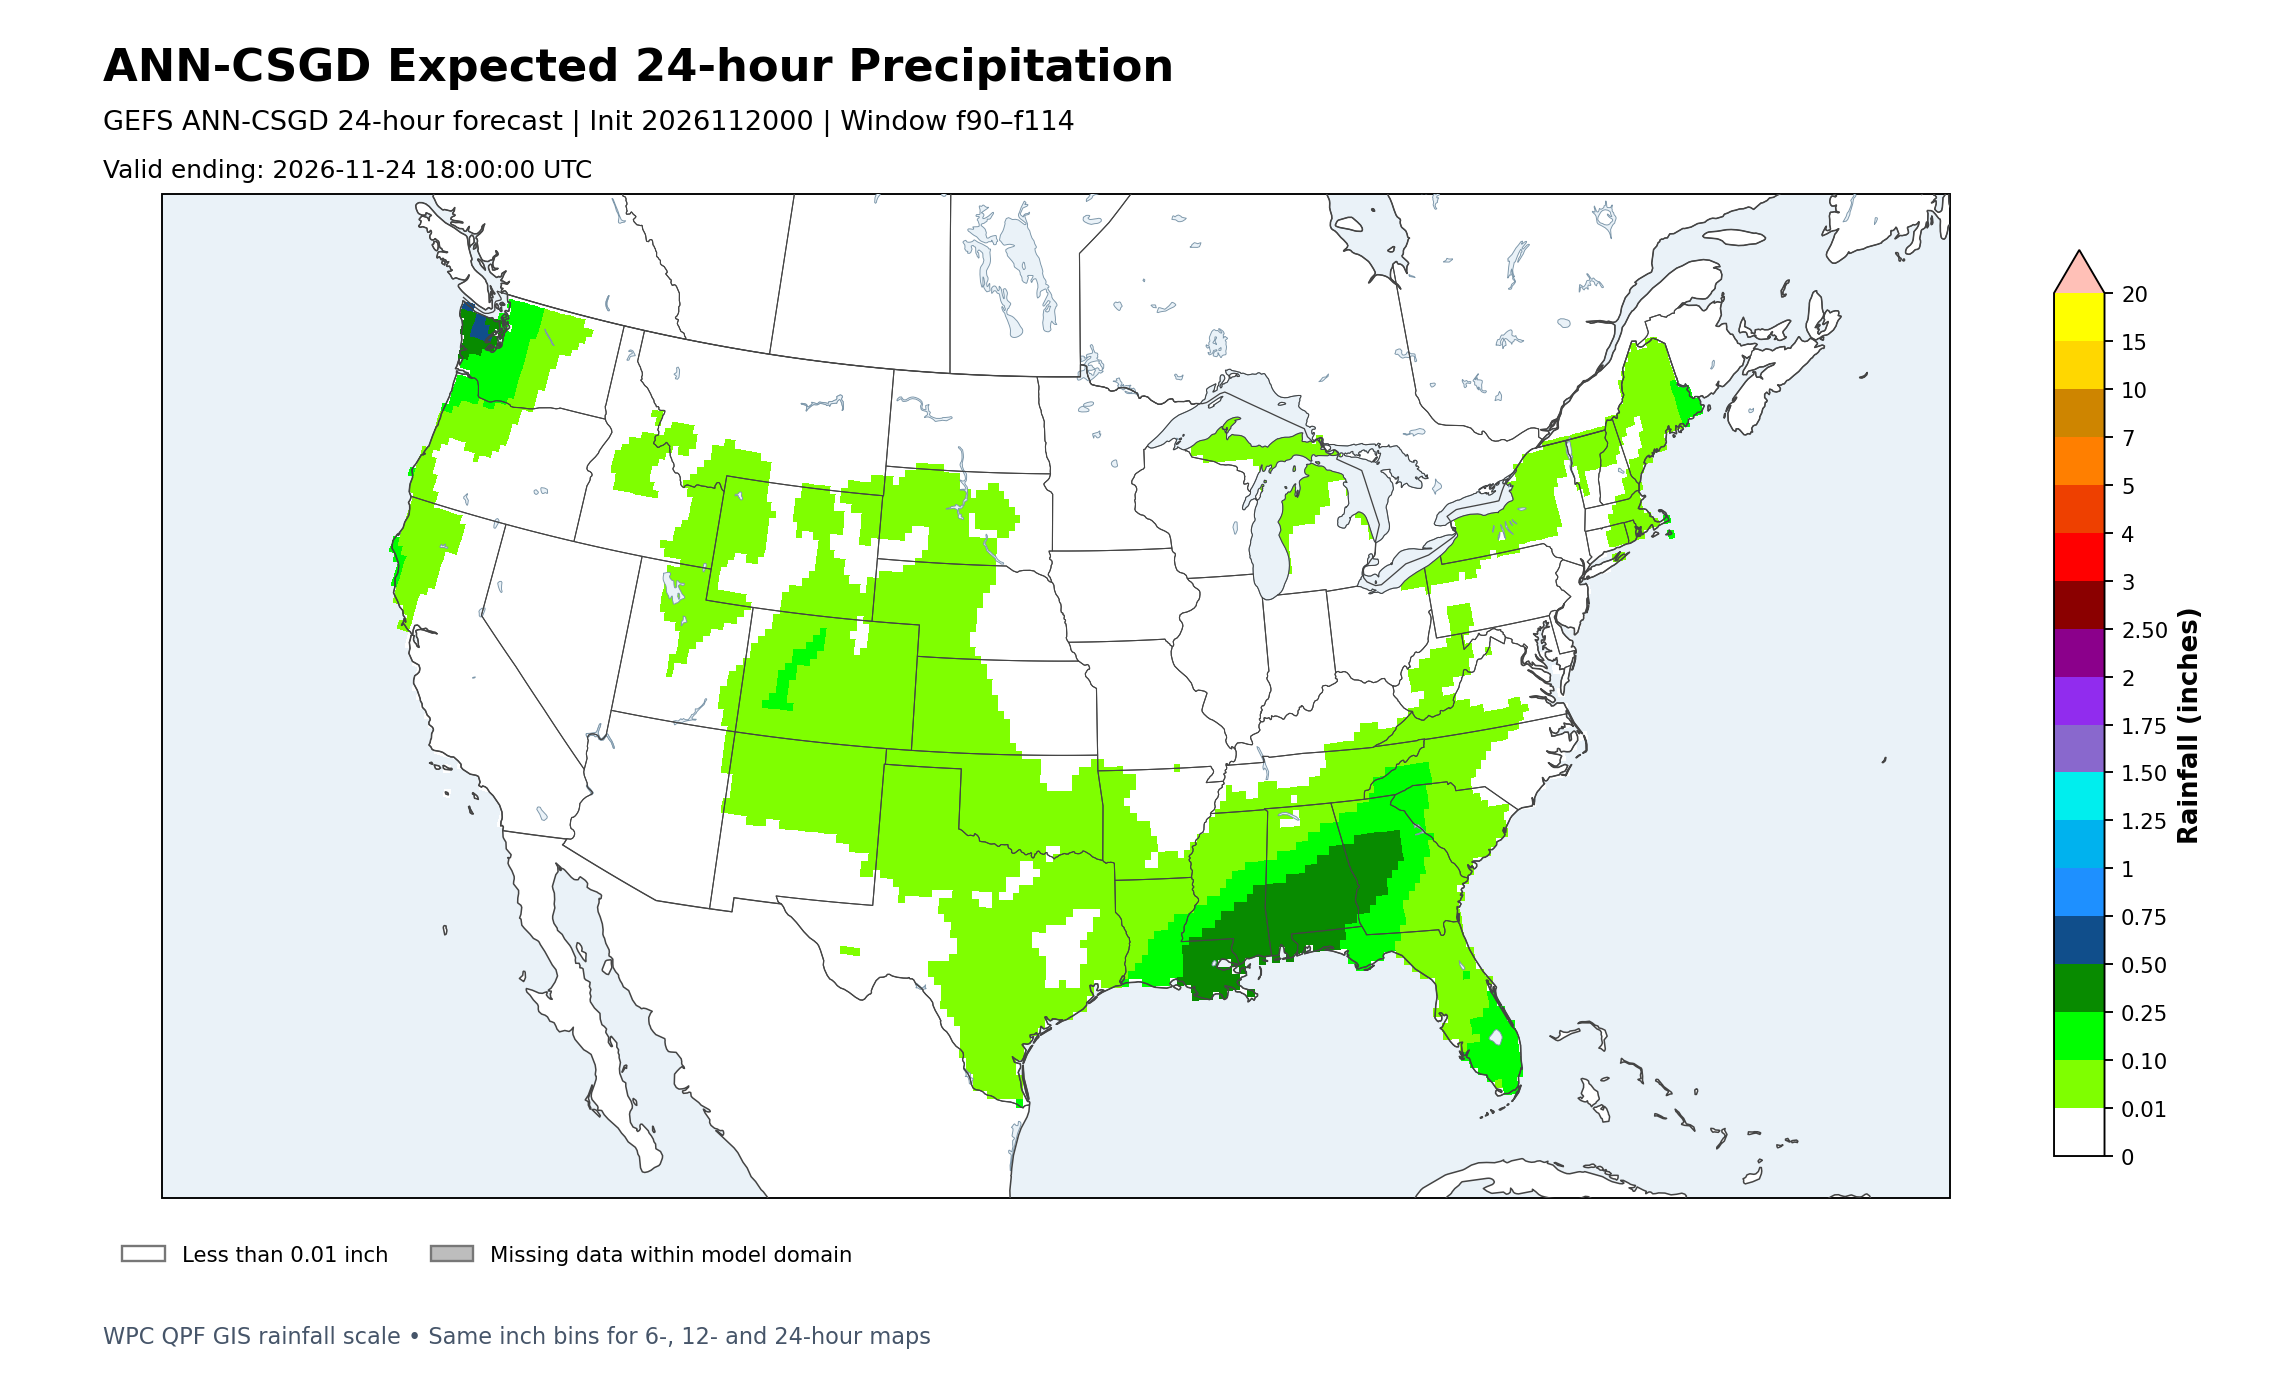 ANN-CSGD Expected 24-hour Precipitation
GEFS ANN-CSGD 24-hour forecast | Init 2026112000 | Window f90–f114
Valid ending: 2026-11-24 18:00:00 UTC
20
15
10
7
5
4
3
2.50
2
1.75
1.50
1.25
1
0.75
0.50
0.25
0.10
0.01
0
Rainfall (inches)
Less than 0.01 inch
Missing data within model domain
WPC QPF GIS rainfall scale • Same inch bins for 6-, 12- and 24-hour maps